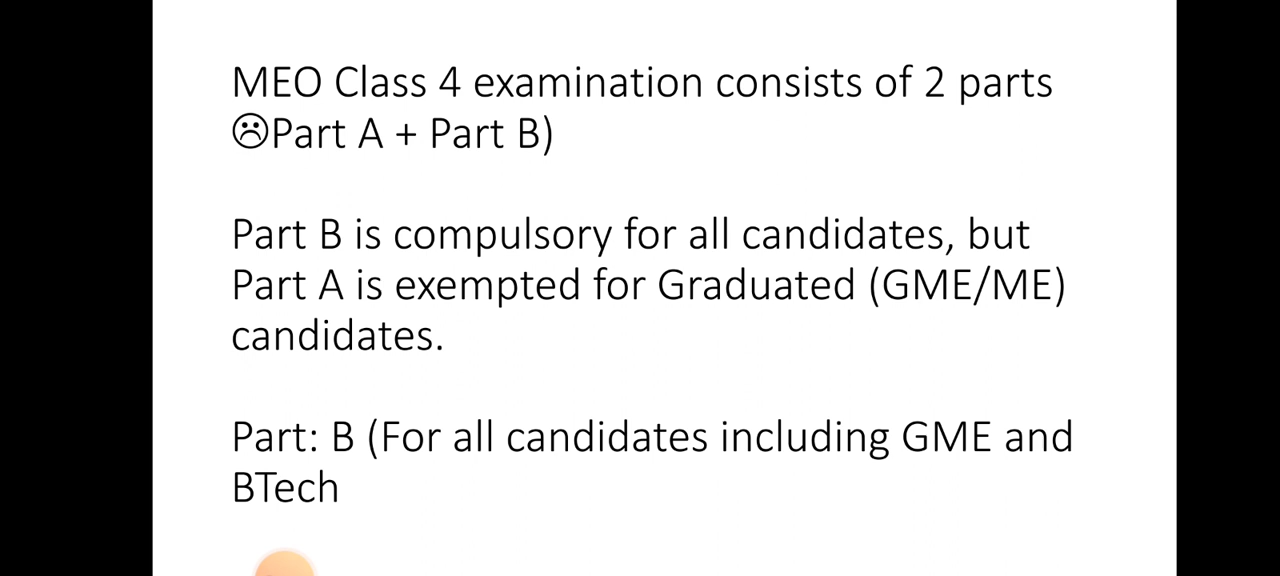 MEO Class 4 examination consists of 2 parts
☹Part A + Part B)
Part B is compulsory for all candidates, but
Part A is exempted for Graduated (GME/ME)
candidates.
Part: B (For all candidates including GME and
BTech